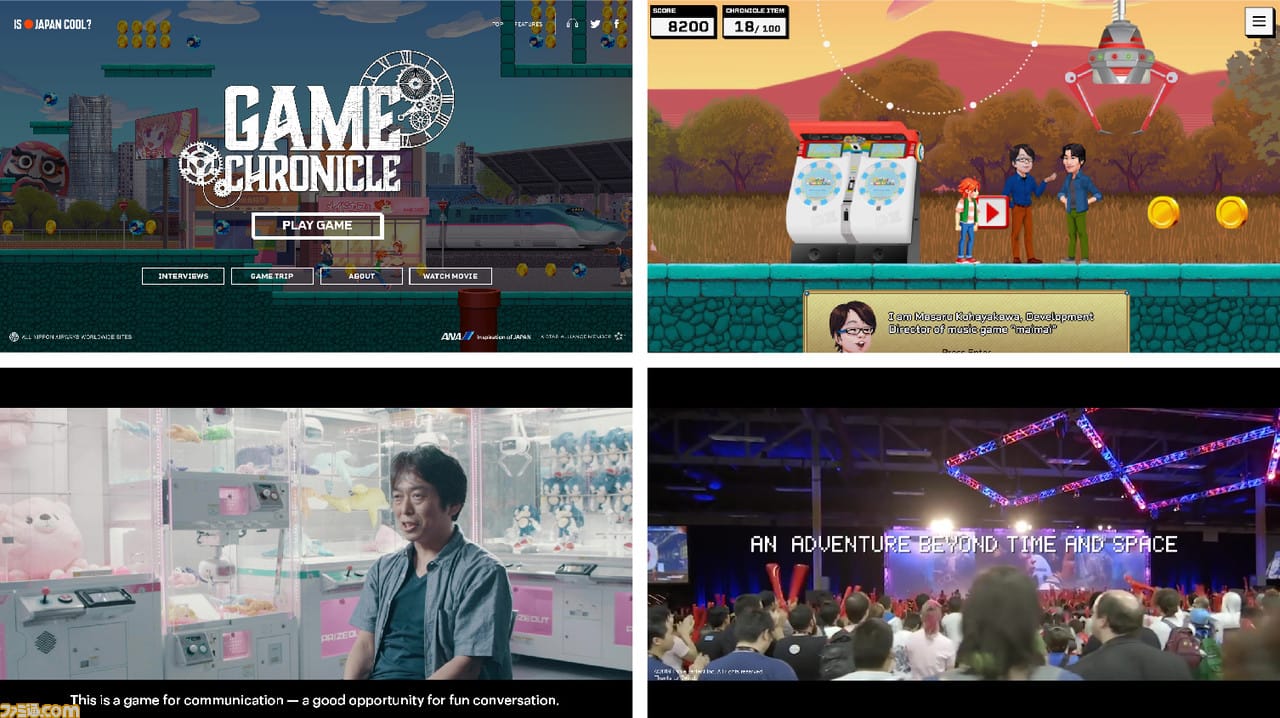 IS JAPAN COOL?
TOP FEATURES
GAME
CHRONICLE
PLAY GAME
INTERVIEWS GAME TRIP ABOUT WATCH MOVIE
ALL NIPPON AIRWAYS WORLDWIDE SITES
ANA Inspiration of JAPAN A STAR ALLIANCE MEMBER
SCORE
8200
CHRONICLE ITEM
18/100
I am Masaru Kohayakawa, Development
Director of music game "maimai"
Press Enter
PRIZE OUT
PRIZE OUT
This is a game for communication — a good opportunity for fun conversation.
ファミ通.com
AN ADVENTURE BEYOND TIME AND SPACE